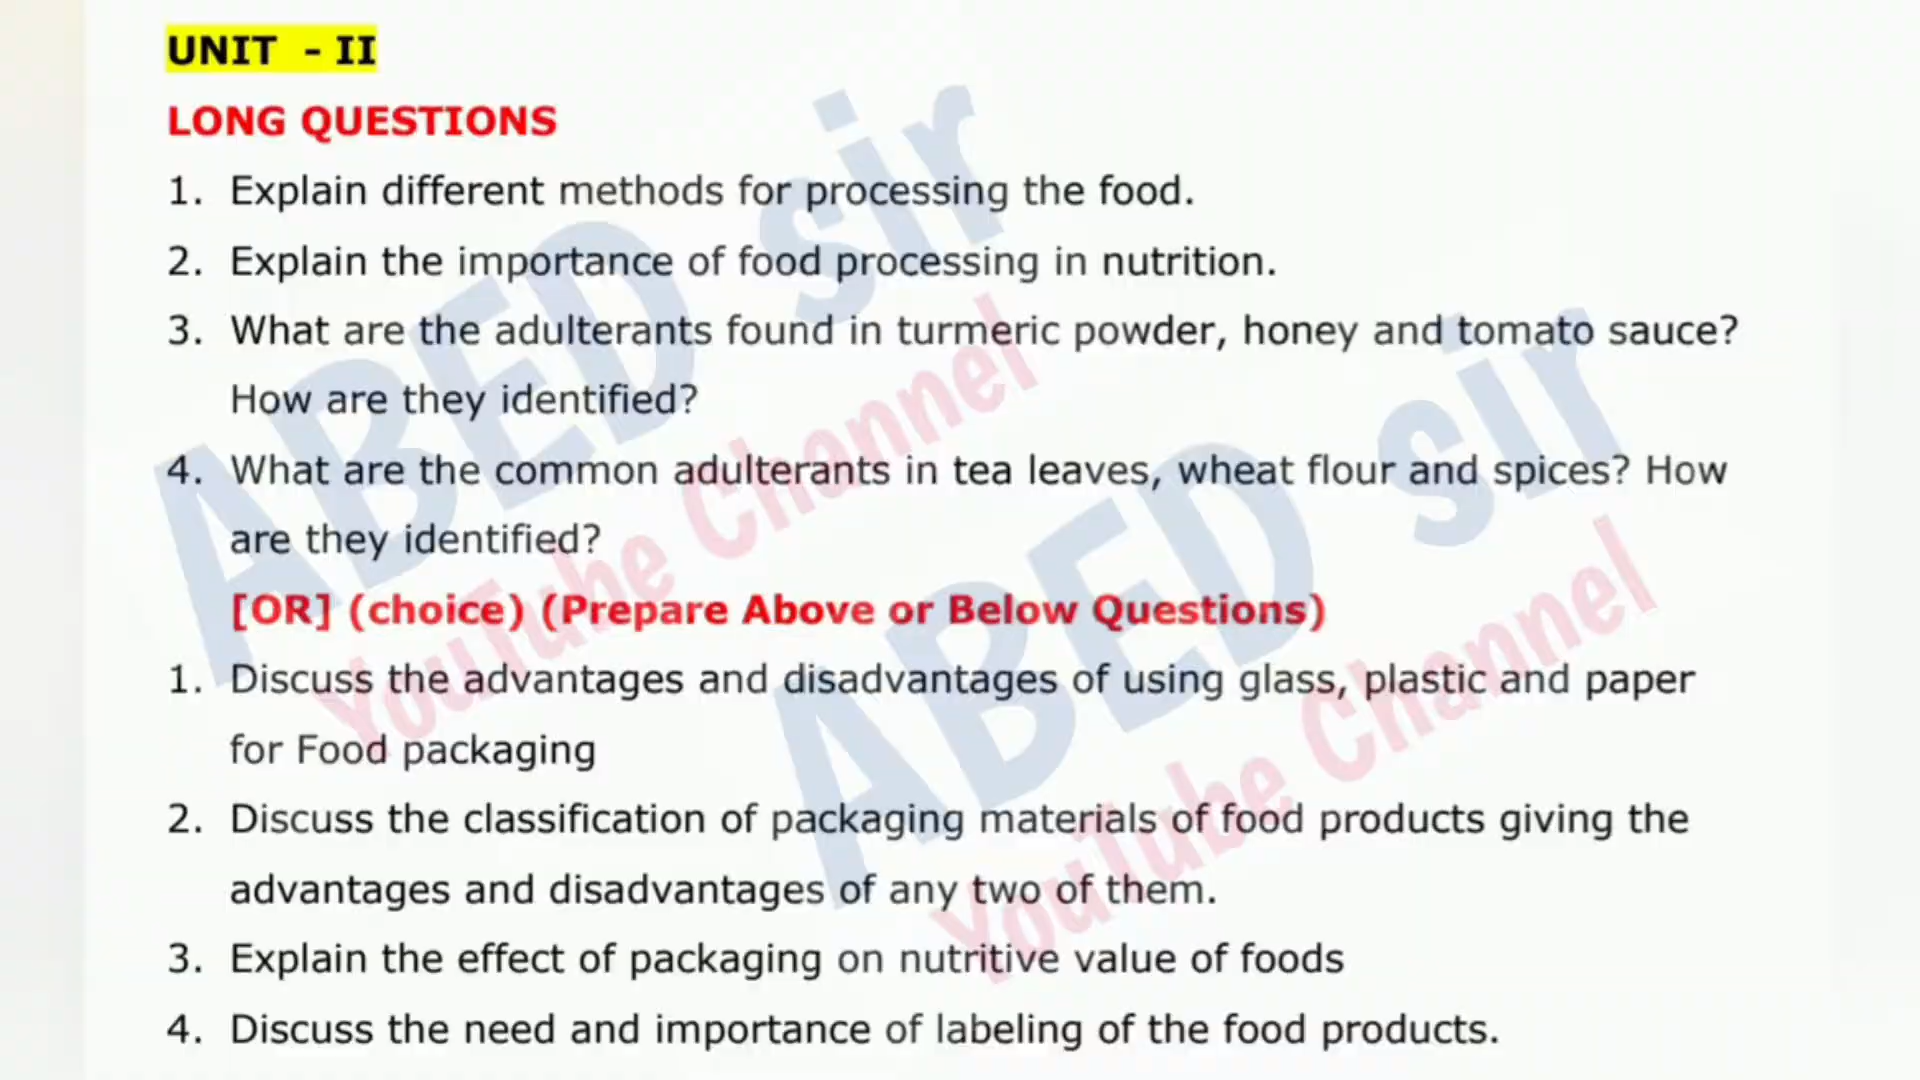 UNIT - II
LONG QUESTIONS
1. Explain different methods for processing the food.
2. Explain the importance of food processing in nutrition.
3. What are the adulterants found in turmeric powder, honey and tomato sauce?
How are they identified?
4. What are the common adulterants in tea leaves, wheat flour and spices? How
are they identified?
[OR] (choice) (Prepare Above or Below Questions)
1. Discuss the advantages and disadvantages of using glass, plastic and paper
for Food packaging
2. Discuss the classification of packaging materials of food products giving the
advantages and disadvantages of any two of them.
3. Explain the effect of packaging on nutritive value of foods
4. Discuss the need and importance of labeling of the food products.
ABED sir
YouTube Channel
ABED sir
YouTube Channel